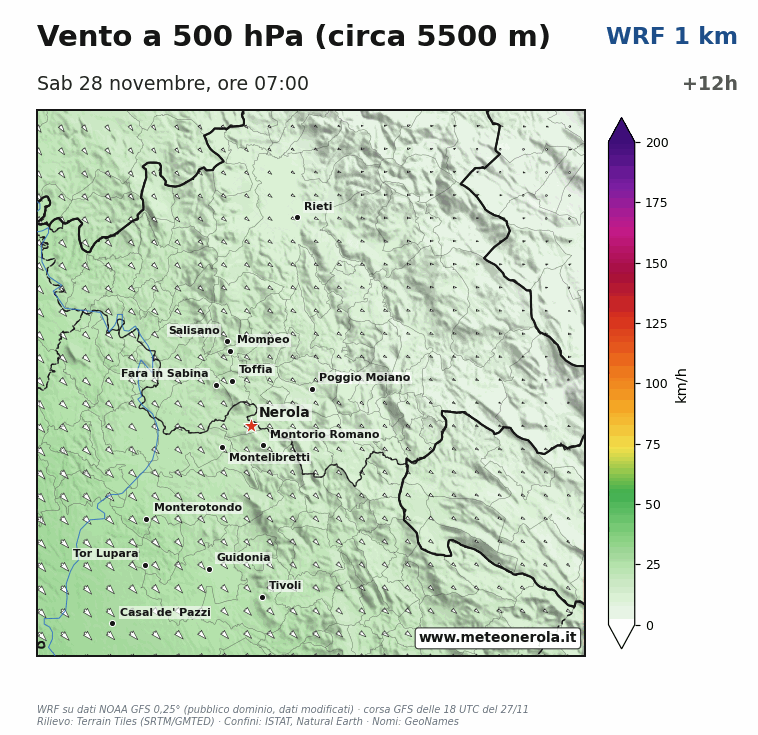 Vento a 500 hPa (circa 5500 m)
WRF 1 km
Sab 28 novembre, ore 07:00
+12h
Rieti
Salisano
Mompeo
Fara in Sabina
Toffia
Poggio Moiano
Nerola
Montorio Romano
Montelibretti
Monterotondo
Tor Lupara
Guidonia
Tivoli
Casal de' Pazzi
www.meteonerola.it
200
175
150
125
100
75
50
25
0
km/h
WRF su dati NOAA GFS 0,25° (pubblico dominio, dati modificati) · corsa GFS delle 18 UTC del 27/11
Rilievo: Terrain Tiles (SRTM/GMTED) · Confini: ISTAT, Natural Earth · Nomi: GeoNames